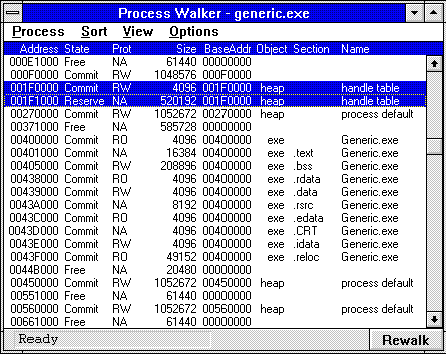 Process Walker - generic.exe
Process Sort View Options
Address State Prot Size BaseAddr Object Section Name
000E1000 Free NA 61440 00000000
000F0000 Commit RW 1048576 000F0000
001F0000 Commit RW 4096 001F0000 heap handle table
001F1000 Reserve NA 520192 001F0000 heap handle table
00270000 Commit RW 1052672 00270000 heap process default
00371000 Free NA 585728 00000000
00400000 Commit RO 4096 00400000 exe Generic.exe
00401000 Commit NA 16384 00400000 exe .text Generic.exe
00405000 Commit RW 208896 00400000 exe .bss Generic.exe
00438000 Commit RO 4096 00400000 exe .rdata Generic.exe
00439000 Commit RW 4096 00400000 exe .data Generic.exe
0043A000 Commit NA 8192 00400000 exe .rsrc Generic.exe
0043C000 Commit RO 4096 00400000 exe .edata Generic.exe
0043D000 Commit NA 4096 00400000 exe .CRT Generic.exe
0043E000 Commit RW 4096 00400000 exe .idata Generic.exe
0043F000 Commit RO 49152 00400000 exe .reloc Generic.exe
0044B000 Free NA 20480 00000000
00450000 Commit RW 1052672 00450000 heap process default
00551000 Free NA 61440 00000000
00560000 Commit RW 1052672 00560000 heap process default
00661000 Free NA 61440 00000000
Ready Rewalk